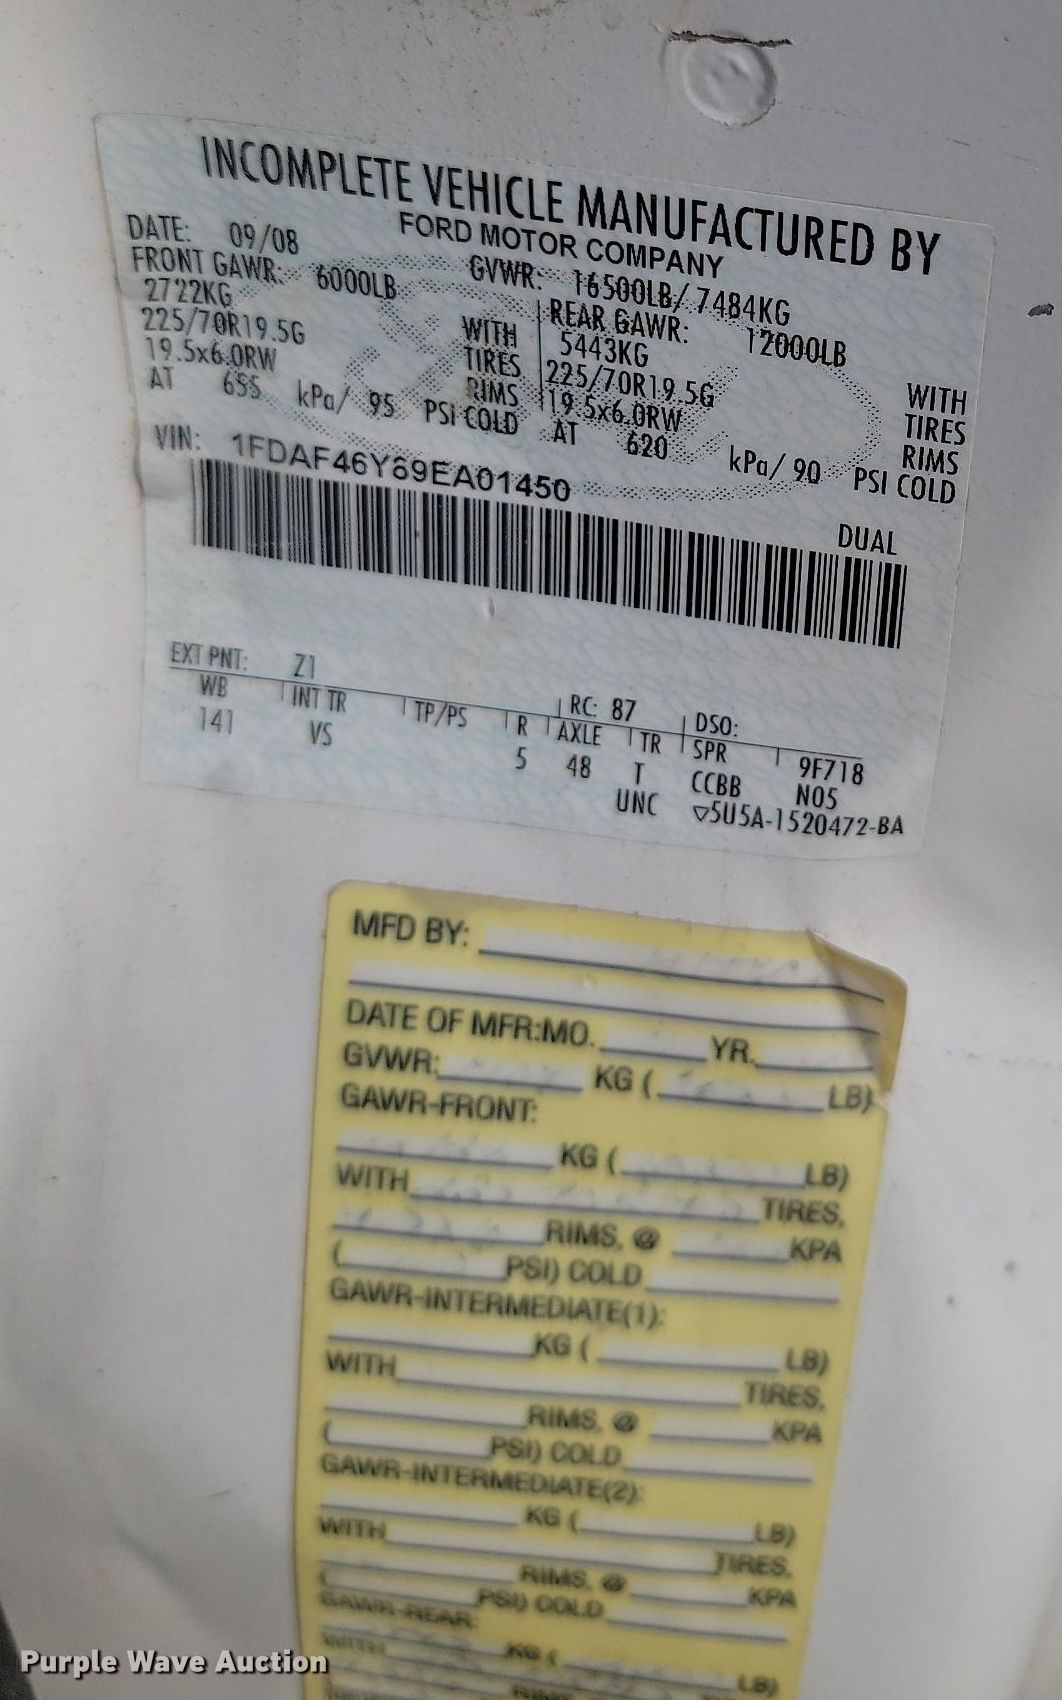 INCOMPLETE VEHICLE MANUFACTURED BY
FORD MOTOR COMPANY
DATE: 09/08 GVWR: 16500LB/ 7484KG
FRONT GAWR: 6000LB REAR GAWR: 12000LB
2722KG WITH 5443KG WITH
225/70R19.5G TIRES 225/70R19.5G TIRES
19.5x6.0RW RIMS 19.5x6.0RW RIMS
AT 655 kPa/ 95 PSI COLD AT 620 kPa/ 90 PSI COLD
VIN: 1FDAF46Y69EA01450 DUAL
EXT PNT: Z1 RC: 87 DSO:
WB INT TR TP/PS R AXLE TR SPR 9F718
141 VS 5 48 T CCBB N05
UNC ▽5U5A-1520472-BA
MFD BY:
DATE OF MFR:MO. YR.
GVWR: KG ( LB)
GAWR-FRONT:
KG ( LB)
WITH TIRES,
RIMS, @ KPA
( PSI) COLD
GAWR-INTERMEDIATE(1):
KG ( LB)
WITH TIRES,
RIMS, @ KPA
( PSI) COLD
GAWR-INTERMEDIATE(2):
KG ( LB)
WITH TIRES,
RIMS, @ KPA
( PSI) COLD
GAWR-REAR:
KG ( LB)
WITH
Purple Wave Auction